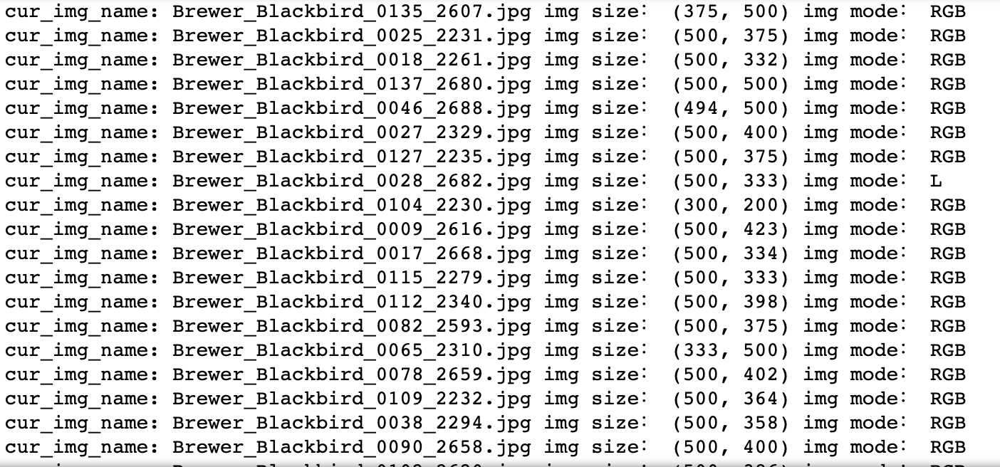 cur_img_name: Brewer_Blackbird_0135_2607.jpg img size: (375, 500) img mode: RGB
cur_img_name: Brewer_Blackbird_0025_2231.jpg img size: (500, 375) img mode: RGB
cur_img_name: Brewer_Blackbird_0018_2261.jpg img size: (500, 332) img mode: RGB
cur_img_name: Brewer_Blackbird_0137_2680.jpg img size: (500, 500) img mode: RGB
cur_img_name: Brewer_Blackbird_0046_2688.jpg img size: (494, 500) img mode: RGB
cur_img_name: Brewer_Blackbird_0027_2329.jpg img size: (500, 400) img mode: RGB
cur_img_name: Brewer_Blackbird_0127_2235.jpg img size: (500, 375) img mode: RGB
cur_img_name: Brewer_Blackbird_0028_2682.jpg img size: (500, 333) img mode: L
cur_img_name: Brewer_Blackbird_0104_2230.jpg img size: (300, 200) img mode: RGB
cur_img_name: Brewer_Blackbird_0009_2616.jpg img size: (500, 423) img mode: RGB
cur_img_name: Brewer_Blackbird_0017_2668.jpg img size: (500, 334) img mode: RGB
cur_img_name: Brewer_Blackbird_0115_2279.jpg img size: (500, 333) img mode: RGB
cur_img_name: Brewer_Blackbird_0112_2340.jpg img size: (500, 398) img mode: RGB
cur_img_name: Brewer_Blackbird_0082_2593.jpg img size: (500, 375) img mode: RGB
cur_img_name: Brewer_Blackbird_0065_2310.jpg img size: (333, 500) img mode: RGB
cur_img_name: Brewer_Blackbird_0078_2659.jpg img size: (500, 402) img mode: RGB
cur_img_name: Brewer_Blackbird_0109_2232.jpg img size: (500, 364) img mode: RGB
cur_img_name: Brewer_Blackbird_0038_2294.jpg img size: (500, 358) img mode: RGB
cur_img_name: Brewer_Blackbird_0090_2658.jpg img size: (500, 400) img mode: RGB